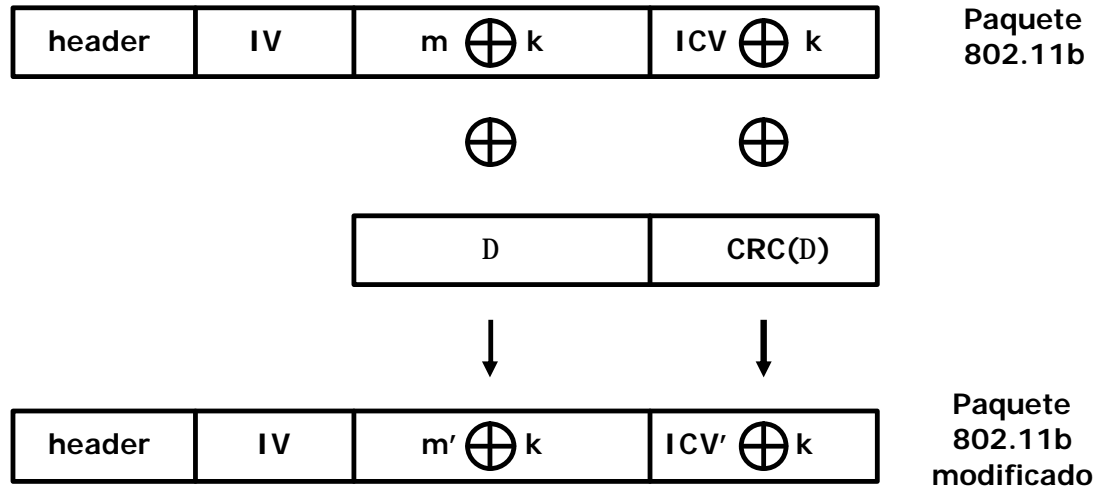 header IV m ⊕ k ICV ⊕ k
Paquete
802.11b
⊕ ⊕
D CRC(D)
header IV m' ⊕ k ICV' ⊕ k
Paquete
802.11b
modificado